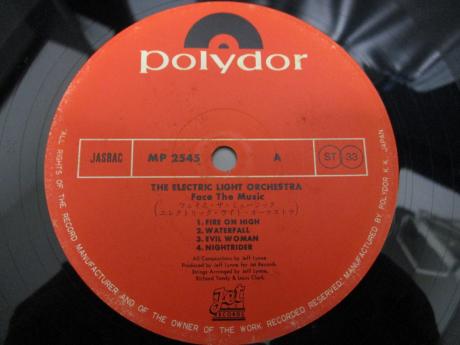 polydor
JASRAC
MP 2545
A
ST 33
THE ELECTRIC LIGHT ORCHESTRA
Face The Music
(フェイス・ザ・ミュージック
エレクトリック・ライト・オーケストラ)
1. FIRE ON HIGH
2. WATERFALL
3. EVIL WOMAN
4. NIGHTRIDER
All Compositions by Jeff Lynne
Produced by Jeff Lynne for Jet Records.
Strings Arranged by Jeff Lynne,
Richard Tandy & Louis Clark.
Jet
RECORDS
ALL RIGHTS OF THE RECORD MANUFACTURER AND OF THE OWNER OF THE WORK RECORDED RESERVED; MANUFACTURED BY POLYDOR K.K. JAPAN